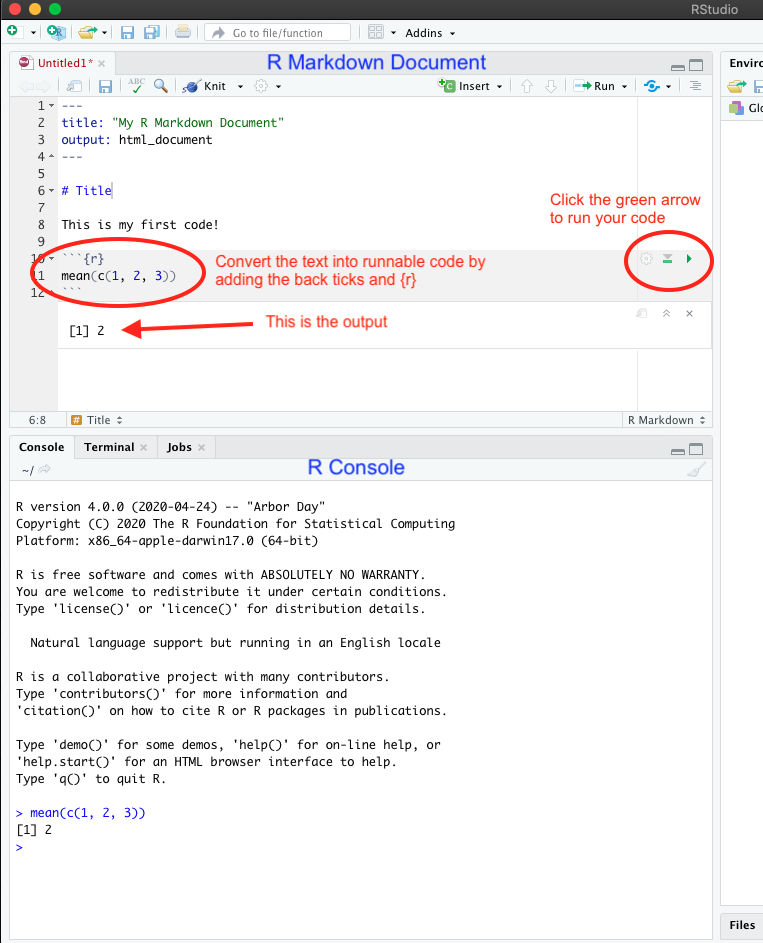 RStudio
Go to file/function
Addins
Untitled1*
R Markdown Document
Enviro
ABC
Knit
Insert
Run
Glo
1 ---
2 title: "My R Markdown Document"
3 output: html_document
4 ---
5
6 # Title
7
8 This is my first code!
9
10 ```{r}
11 mean(c(1, 2, 3))
12 ```
Click the green arrow
to run your code
Convert the text into runnable code by
adding the back ticks and {r}
[1] 2
This is the output
6:8
# Title
R Markdown
Console
Terminal
Jobs
~/
R Console
R version 4.0.0 (2020-04-24) -- "Arbor Day"
Copyright (C) 2020 The R Foundation for Statistical Computing
Platform: x86_64-apple-darwin17.0 (64-bit)
R is free software and comes with ABSOLUTELY NO WARRANTY.
You are welcome to redistribute it under certain conditions.
Type 'license()' or 'licence()' for distribution details.
Natural language support but running in an English locale
R is a collaborative project with many contributors.
Type 'contributors()' for more information and
'citation()' on how to cite R or R packages in publications.
Type 'demo()' for some demos, 'help()' for on-line help, or
'help.start()' for an HTML browser interface to help.
Type 'q()' to quit R.
> mean(c(1, 2, 3))
[1] 2
>
Files